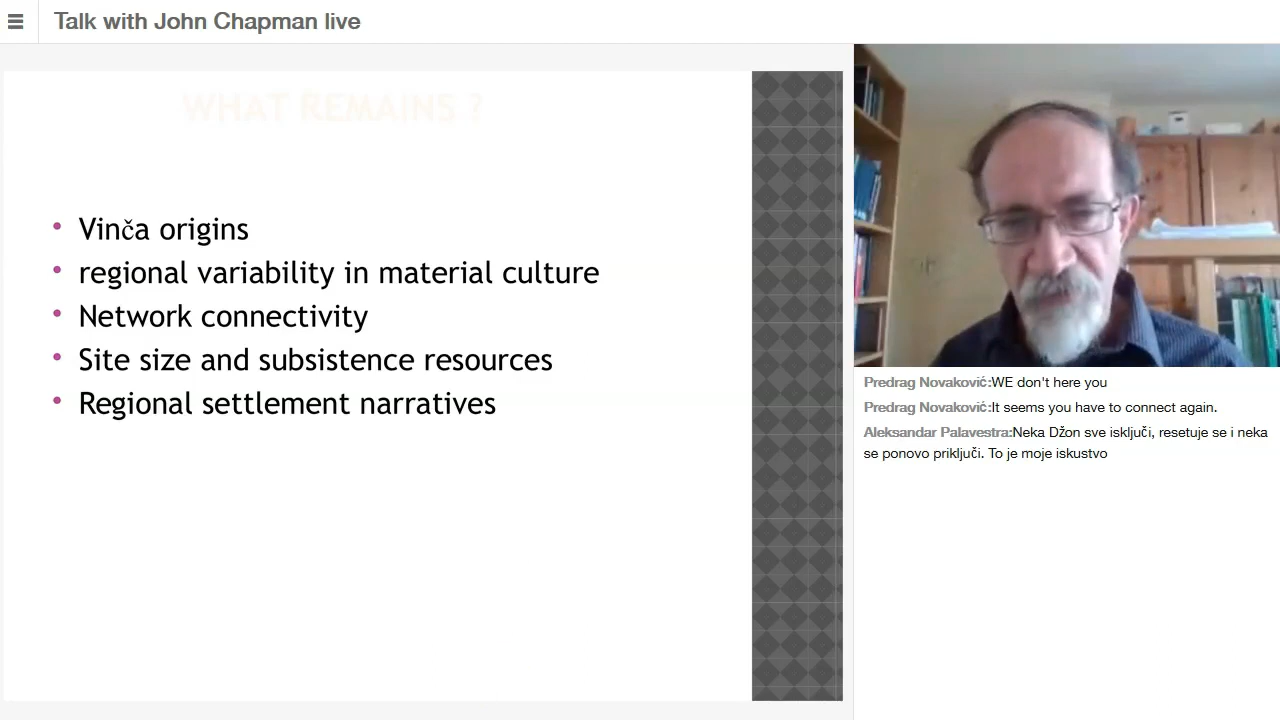 Talk with John Chapman live
WHAT REMAINS ?
• Vinča origins
• regional variability in material culture
• Network connectivity
• Site size and subsistence resources
• Regional settlement narratives
Predrag Novaković:WE don't here you
Predrag Novaković:It seems you have to connect again.
Aleksandar Palavestra:Neka Džon sve isključi, resetuje se i neka
se ponovo priključi. To je moje iskustvo